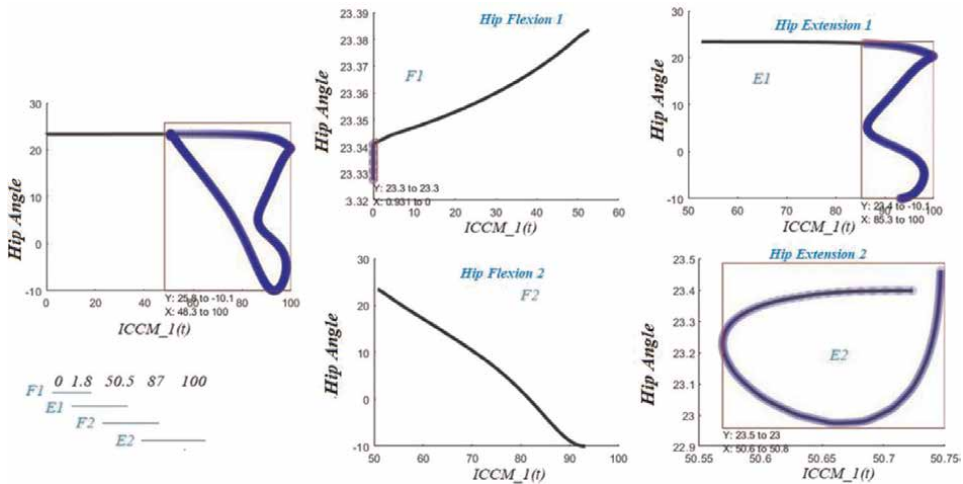 Hip Flexion 1
23.39
23.38
23.37
23.36
23.35
23.34
23.33
23.32
F1
Hip Angle
Y: 23.3 to 23.3
X: 0.931 to 0
0 10 20 30 40 50 60
ICCM_1(t)
Hip Extension 1
30
20
10
0
-10
E1
Hip Angle
Y: 23.4 to -10.1
X: 85.3 to 100
50 60 70 80 90 100
ICCM_1(t)
30
20
10
0
-10
Hip Angle
Y: 25.8 to -10.1
X: 48.3 to 100
0 20 40 60 80 100
ICCM_1(t)
Hip Flexion 2
30
20
10
0
-10
F2
Hip Angle
50 60 70 80 90 100
ICCM_1(t)
Hip Extension 2
23.5
23.4
23.3
23.2
23.1
23
22.9
E2
Hip Angle
Y: 23.5 to 23
X: 50.6 to 50.8
50.55 50.6 50.65 50.7 50.75
ICCM_1(t)
0 1.8 50.5 87 100
F1
E1
F2
E2